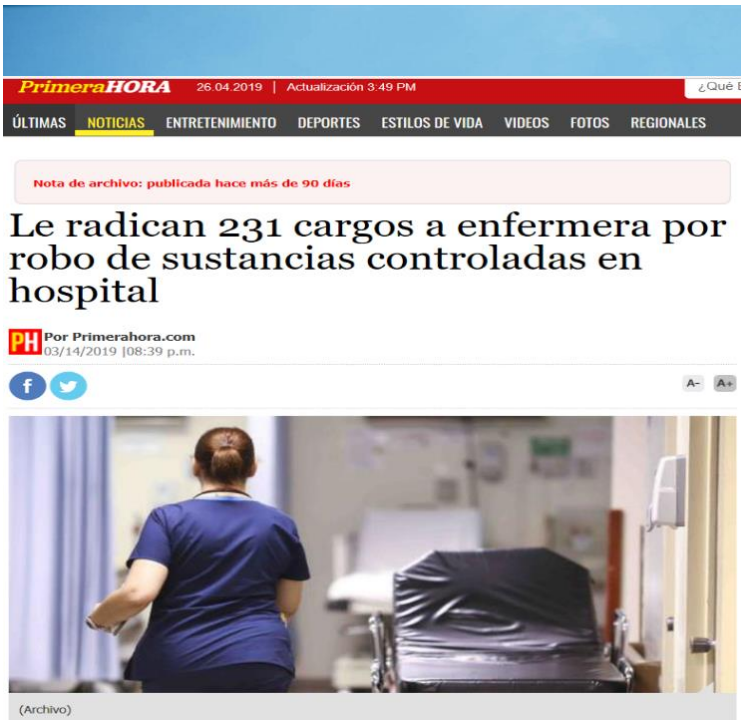 PrimeraHORA 26.04.2019 | Actualización 3:49 PM ¿Qué
ÚLTIMAS NOTICIAS ENTRETENIMIENTO DEPORTES ESTILOS DE VIDA VIDEOS FOTOS REGIONALES
Nota de archivo: publicada hace más de 90 días
Le radican 231 cargos a enfermera por
robo de sustancias controladas en
hospital
PH Por Primerahora.com
03/14/2019 |08:39 p.m.
f A- A+
(Archivo)